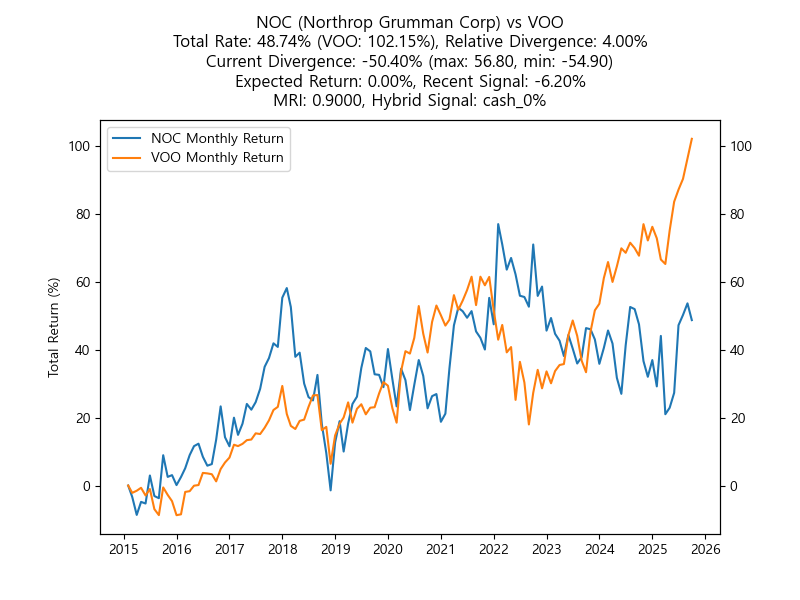 NOC (Northrop Grumman Corp) vs VOO
Total Rate: 48.74% (VOO: 102.15%), Relative Divergence: 4.00%
Current Divergence: -50.40% (max: 56.80, min: -54.90)
Expected Return: 0.00%, Recent Signal: -6.20%
MRI: 0.9000, Hybrid Signal: cash_0%
NOC Monthly Return
VOO Monthly Return
Total Return (%)
100
80
60
40
20
0
100
80
60
40
20
0
2015 2016 2017 2018 2019 2020 2021 2022 2023 2024 2025 2026